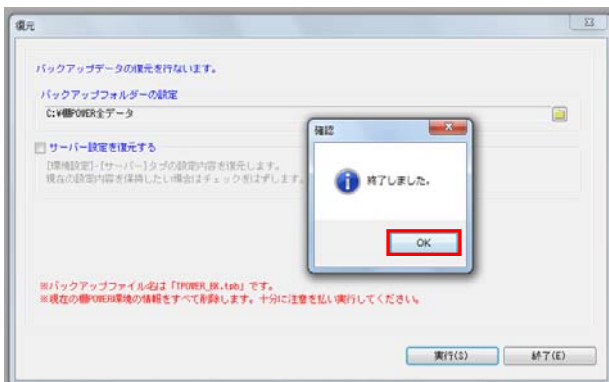 復元
バックアップデータの復元を行ないます。
バックアップフォルダーの設定
C:¥棚POWER全データ
サーバー設定を復元する
[環境設定]-[サーバー]タブの設定内容を復元します。
現在の設定内容を保持したい場合はチェックをはずします。
確認
終了しました。
OK
※バックアップファイル名は「TPOWER_BK.tpb」です。
※現在の棚POWER環境の情報をすべて削除します。十分に注意を払い実行してください。
実行(S)
終了(E)